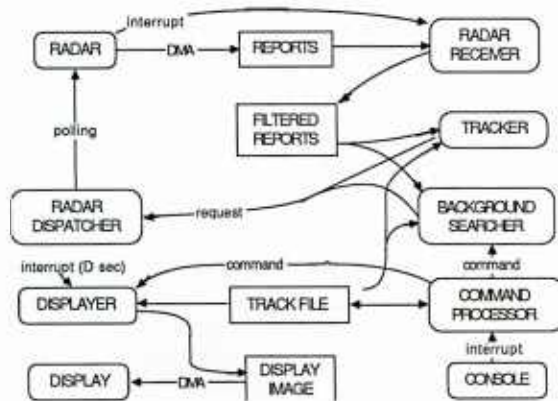 interrupt
RADAR
DMA
REPORTS
RADAR
RECEIVER
FILTERED
REPORTS
TRACKER
polling
RADAR
DISPATCHER
request
BACKGROUND
SEARCHER
interrupt (D sec)
command
command
DISPLAYER
TRACK FILE
COMMAND
PROCESSOR
interrupt
DISPLAY
DMA
DISPLAY
IMAGE
CONSOLE